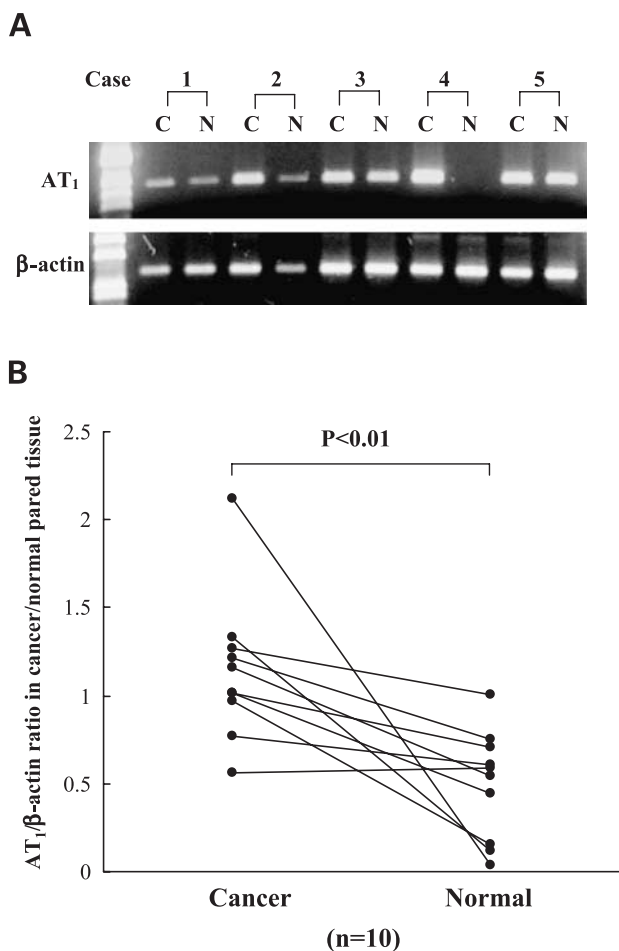 A
Case 1 2 3 4 5
C N C N C N C N C N
AT₁
β-actin
B
AT₁/β-actin ratio in cancer/normal pared tissue
2.5
P<0.01
2
1.5
1
0.5
0
Cancer Normal
(n=10)